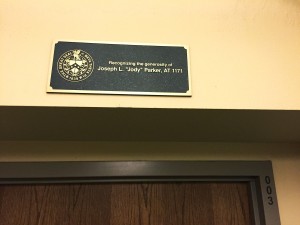 Recognizing the generosity of
Joseph L. "Jody" Parker, AT 1171
003